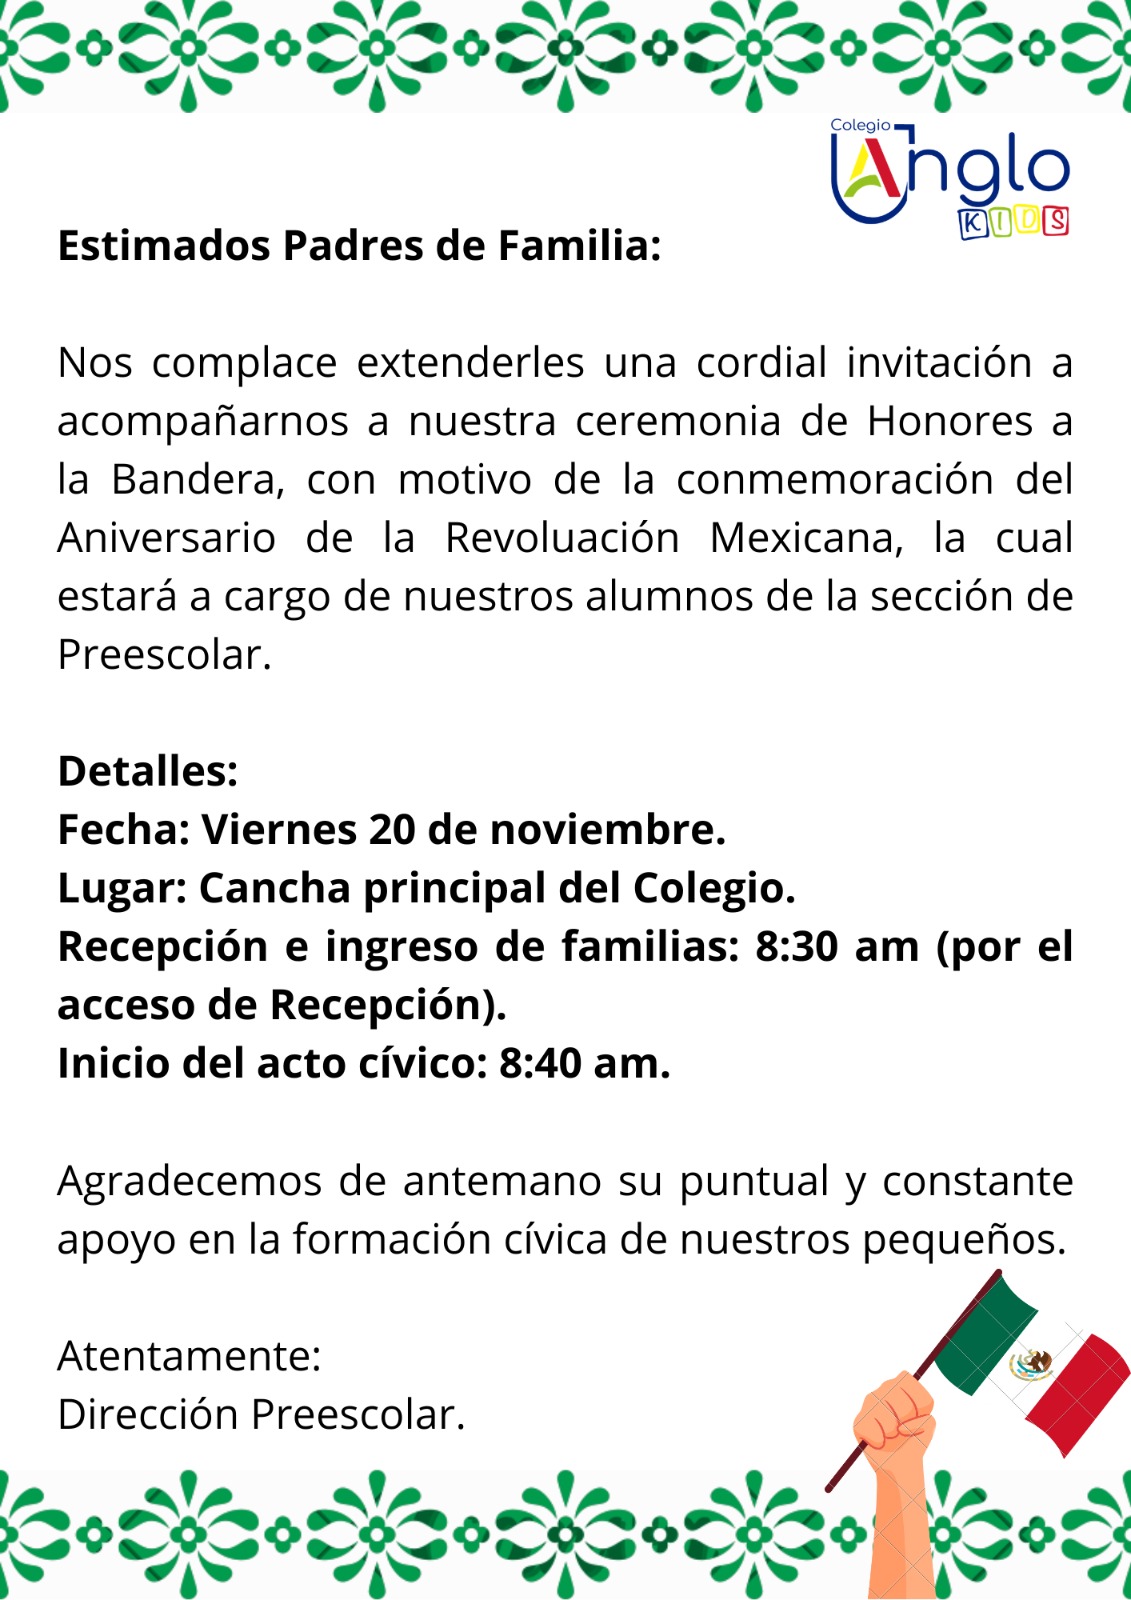 Colegio
Anglo
KIDS
Estimados Padres de Familia:
Nos complace extenderles una cordial invitación a
acompañarnos a nuestra ceremonia de Honores a
la Bandera, con motivo de la conmemoración del
Aniversario de la Revoluación Mexicana, la cual
estará a cargo de nuestros alumnos de la sección de
Preescolar.
Detalles:
Fecha: Viernes 20 de noviembre.
Lugar: Cancha principal del Colegio.
Recepción e ingreso de familias: 8:30 am (por el
acceso de Recepción).
Inicio del acto cívico: 8:40 am.
Agradecemos de antemano su puntual y constante
apoyo en la formación cívica de nuestros pequeños.
Atentamente:
Dirección Preescolar.